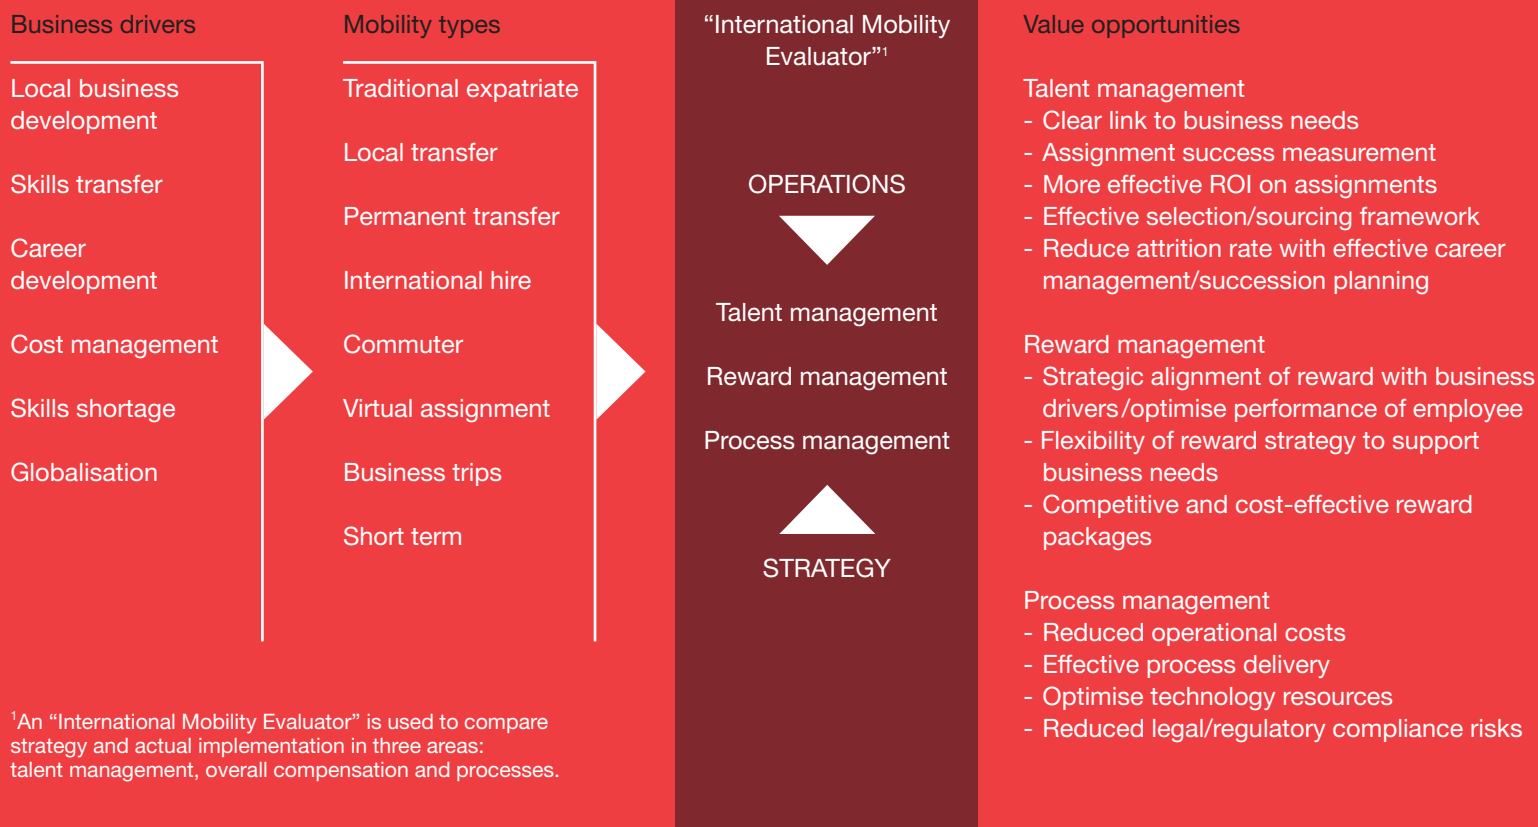 Business drivers
Local business
development
Skills transfer
Career
development
Cost management
Skills shortage
Globalisation
Mobility types
Traditional expatriate
Local transfer
Permanent transfer
International hire
Commuter
Virtual assignment
Business trips
Short term
“International Mobility
Evaluator”¹
OPERATIONS
Talent management
Reward management
Process management
STRATEGY
Value opportunities
Talent management
- Clear link to business needs
- Assignment success measurement
- More effective ROI on assignments
- Effective selection/sourcing framework
- Reduce attrition rate with effective career
management/succession planning
Reward management
- Strategic alignment of reward with business
drivers/optimise performance of employee
- Flexibility of reward strategy to support
business needs
- Competitive and cost-effective reward
packages
Process management
- Reduced operational costs
- Effective process delivery
- Optimise technology resources
- Reduced legal/regulatory compliance risks
¹An “International Mobility Evaluator” is used to compare
strategy and actual implementation in three areas:
talent management, overall compensation and processes.